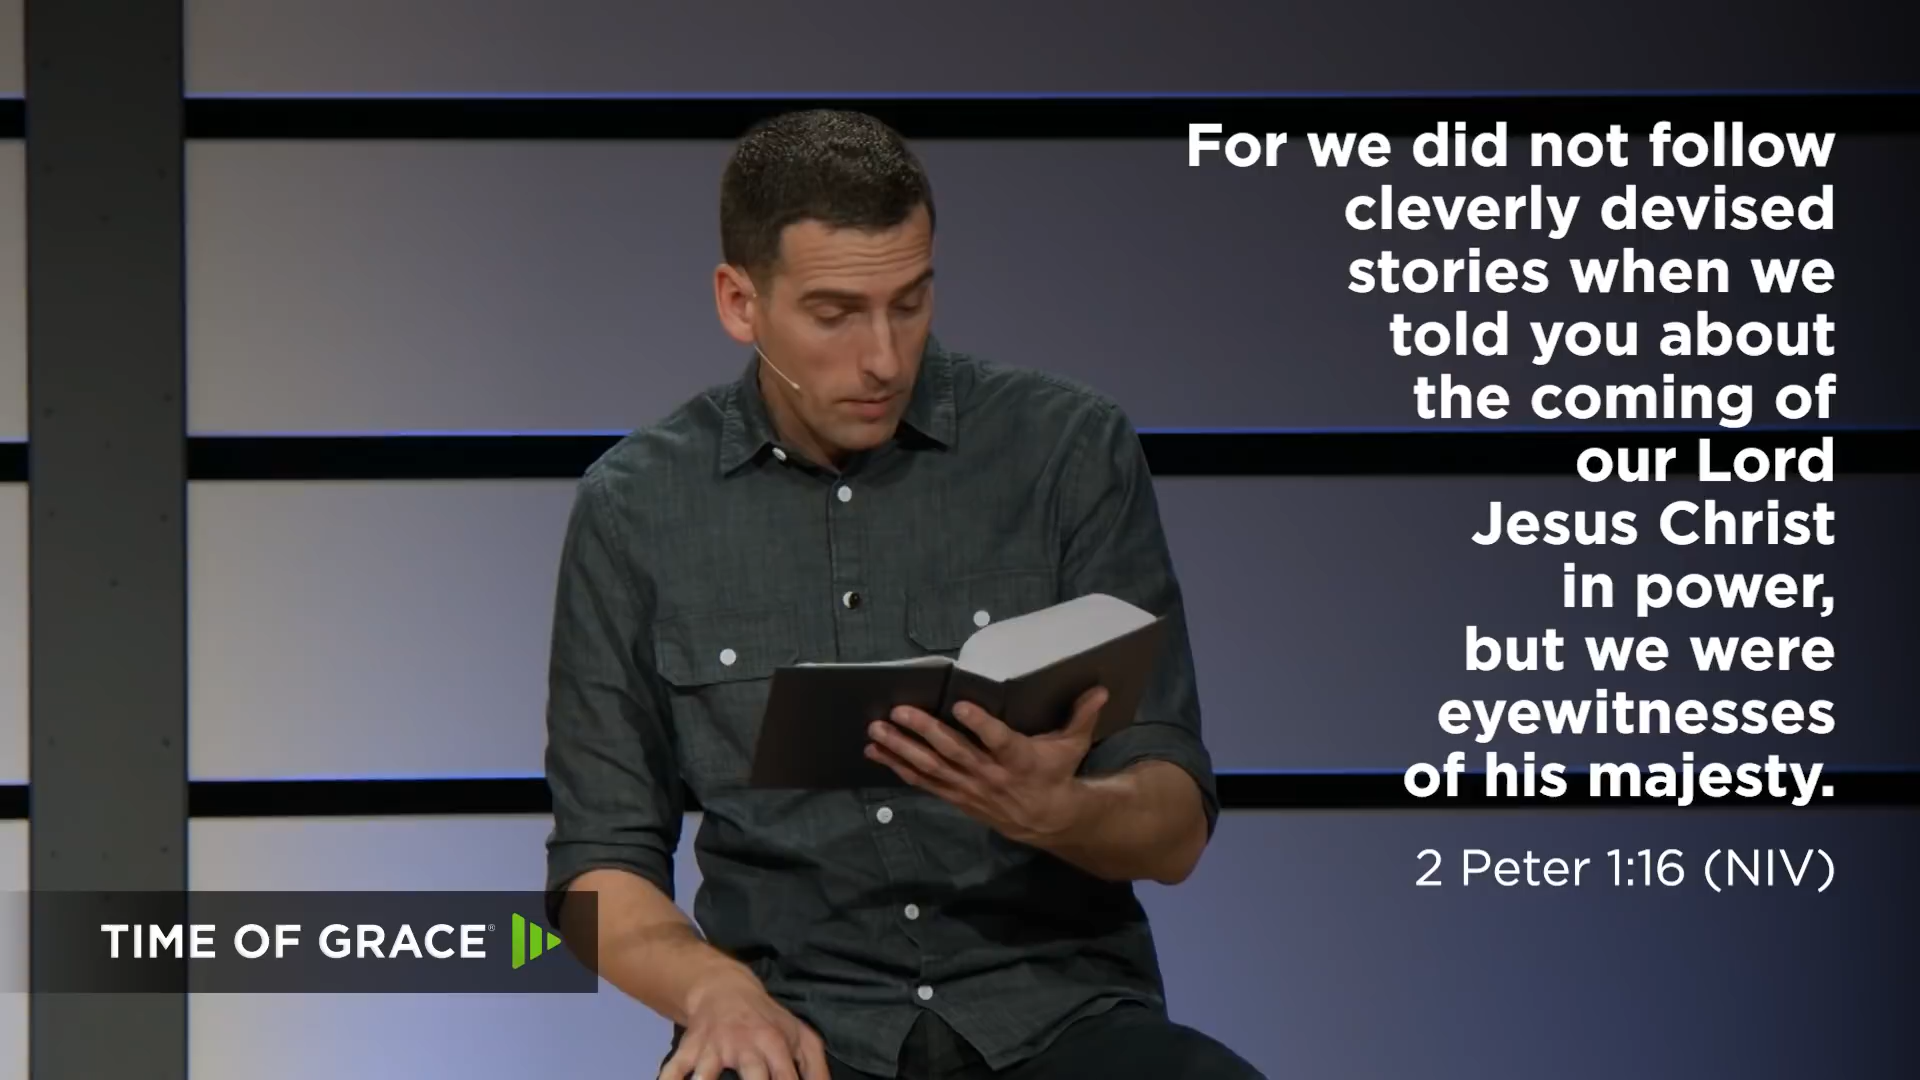 For we did not follow
cleverly devised
stories when we
told you about
the coming of
our Lord
Jesus Christ
in power,
but we were
eyewitnesses
of his majesty.
2 Peter 1:16 (NIV)
TIME OF GRACE®